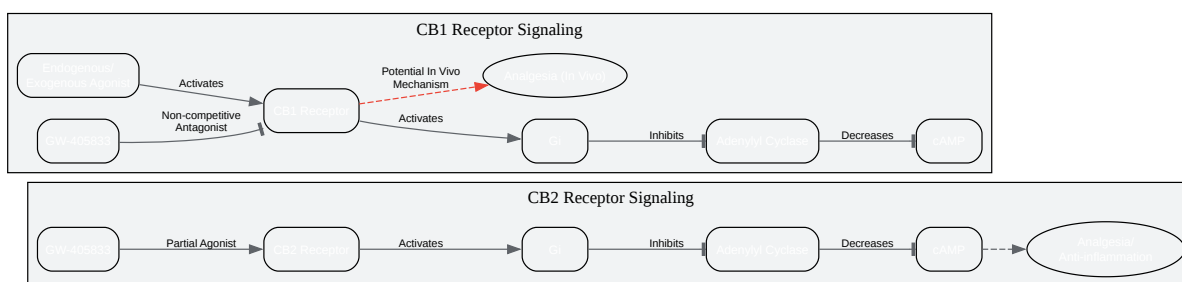 CB1 Receptor Signaling
Endogenous/
Exogenous Agonist
Activates
Potential In Vivo
Mechanism
Analgesia (In Vivo)
Non-competitive
Antagonist
CB1 Receptor
Activates
GW-405833
Gi
Inhibits
Adenylyl Cyclase
Decreases
cAMP
CB2 Receptor Signaling
GW-405833
Partial Agonist
CB2 Receptor
Activates
Gi
Inhibits
Adenylyl Cyclase
Decreases
cAMP
Analgesia/
Anti-inflammation